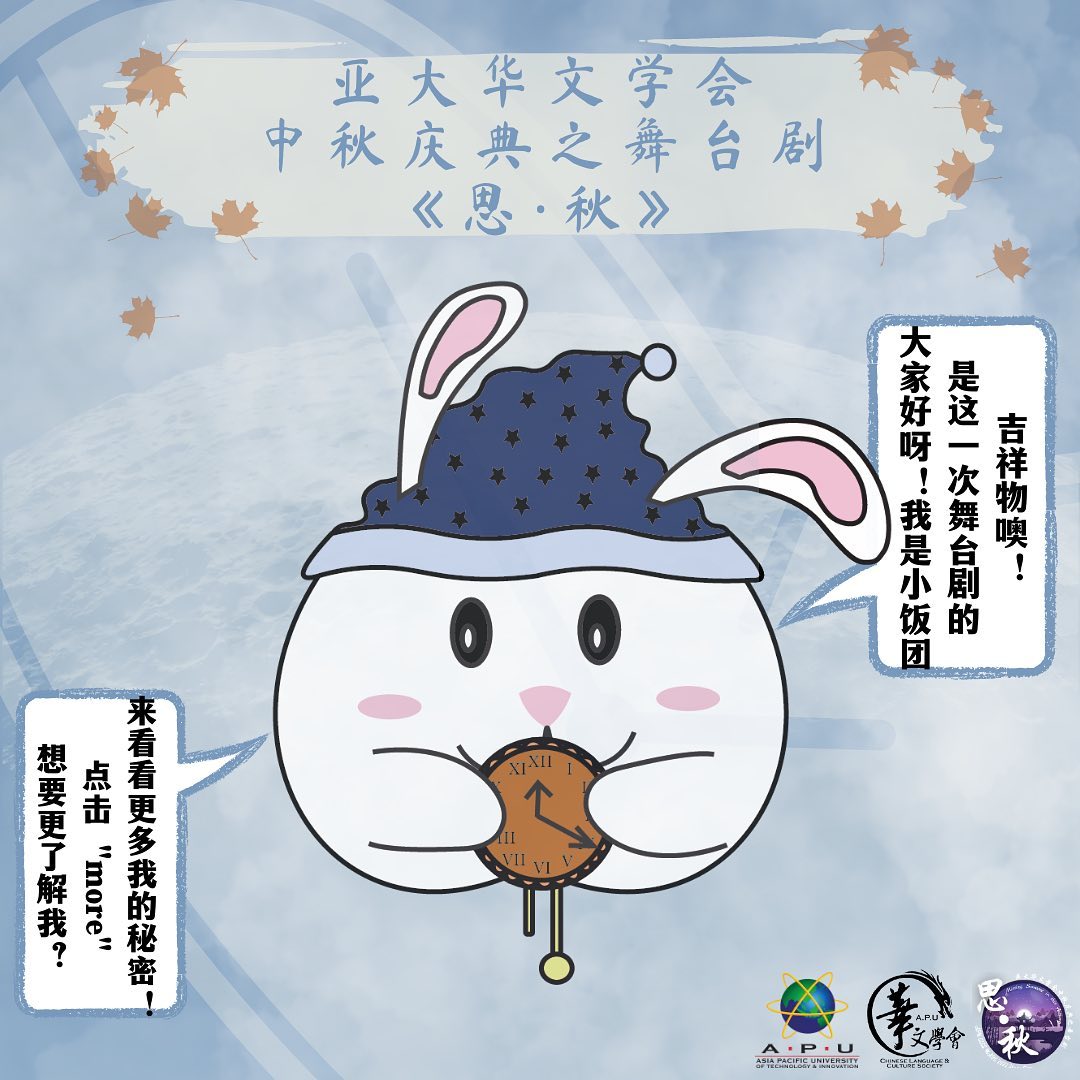 亚大华文学会
中秋庆典之舞台剧
《思·秋》
大家好呀！我是小饭团
是这一次舞台剧的
吉祥物噢！
想要更了解我？
点击 "more"
来看看更多我的秘密！
XI XII I
VII VI V
A·P·U
ASIA PACIFIC UNIVERSITY
OF TECHNOLOGY & INNOVATION
華
A.P.U
文學會
CHINESE LANGUAGE &
CULTURE SOCIETY
思·秋